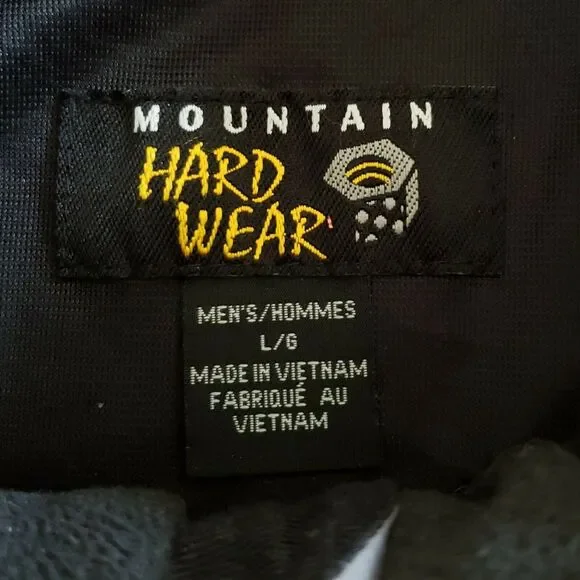 MOUNTAIN
HARD
WEAR
MEN'S/HOMMES
L/G
MADE IN VIETNAM
FABRIQUÉ AU
VIETNAM